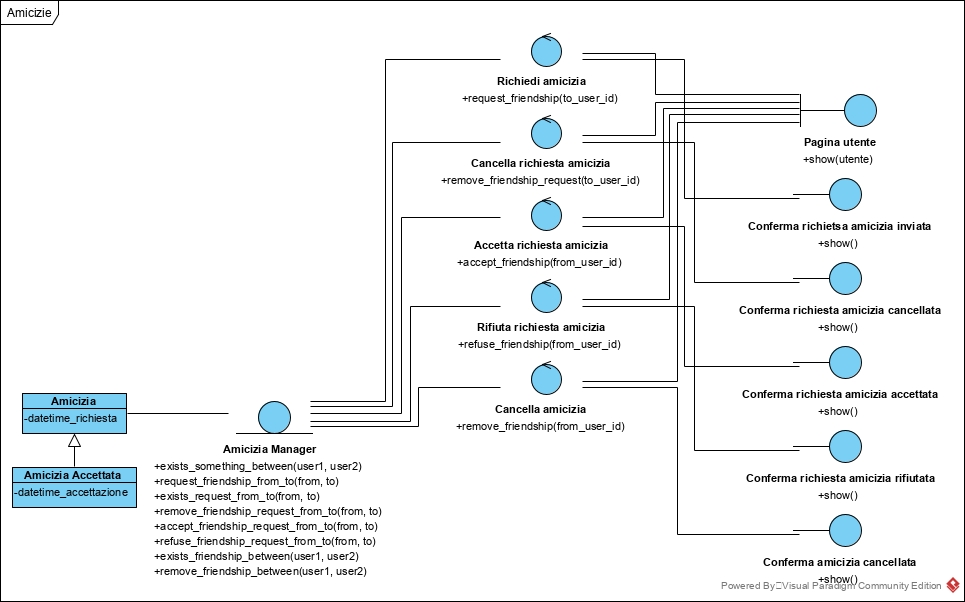 Amicizie
Richiedi amicizia
+request_friendship(to_user_id)
Cancella richiesta amicizia
+remove_friendship_request(to_user_id)
Accetta richiesta amicizia
+accept_friendship(from_user_id)
Rifiuta richiesta amicizia
+refuse_friendship(from_user_id)
Cancella amicizia
+remove_friendship(from_user_id)
Pagina utente
+show(utente)
Conferma richietsa amicizia inviata
+show()
Conferma richiesta amicizia cancellata
+show()
Conferma richiesta amicizia accettata
+show()
Conferma richiesta amicizia rifiutata
+show()
Conferma amicizia cancellata
+show()
Amicizia
-datetime_richiesta
Amicizia Accettata
-datetime_accettazione
Amicizia Manager
+exists_something_between(user1, user2)
+request_friendship_from_to(from, to)
+exists_request_from_to(from, to)
+remove_friendship_request_from_to(from, to)
+accept_friendship_request_from_to(from, to)
+refuse_friendship_request_from_to(from, to)
+exists_friendship_between(user1, user2)
+remove_friendship_between(user1, user2)
Powered By Visual Paradigm Community Edition